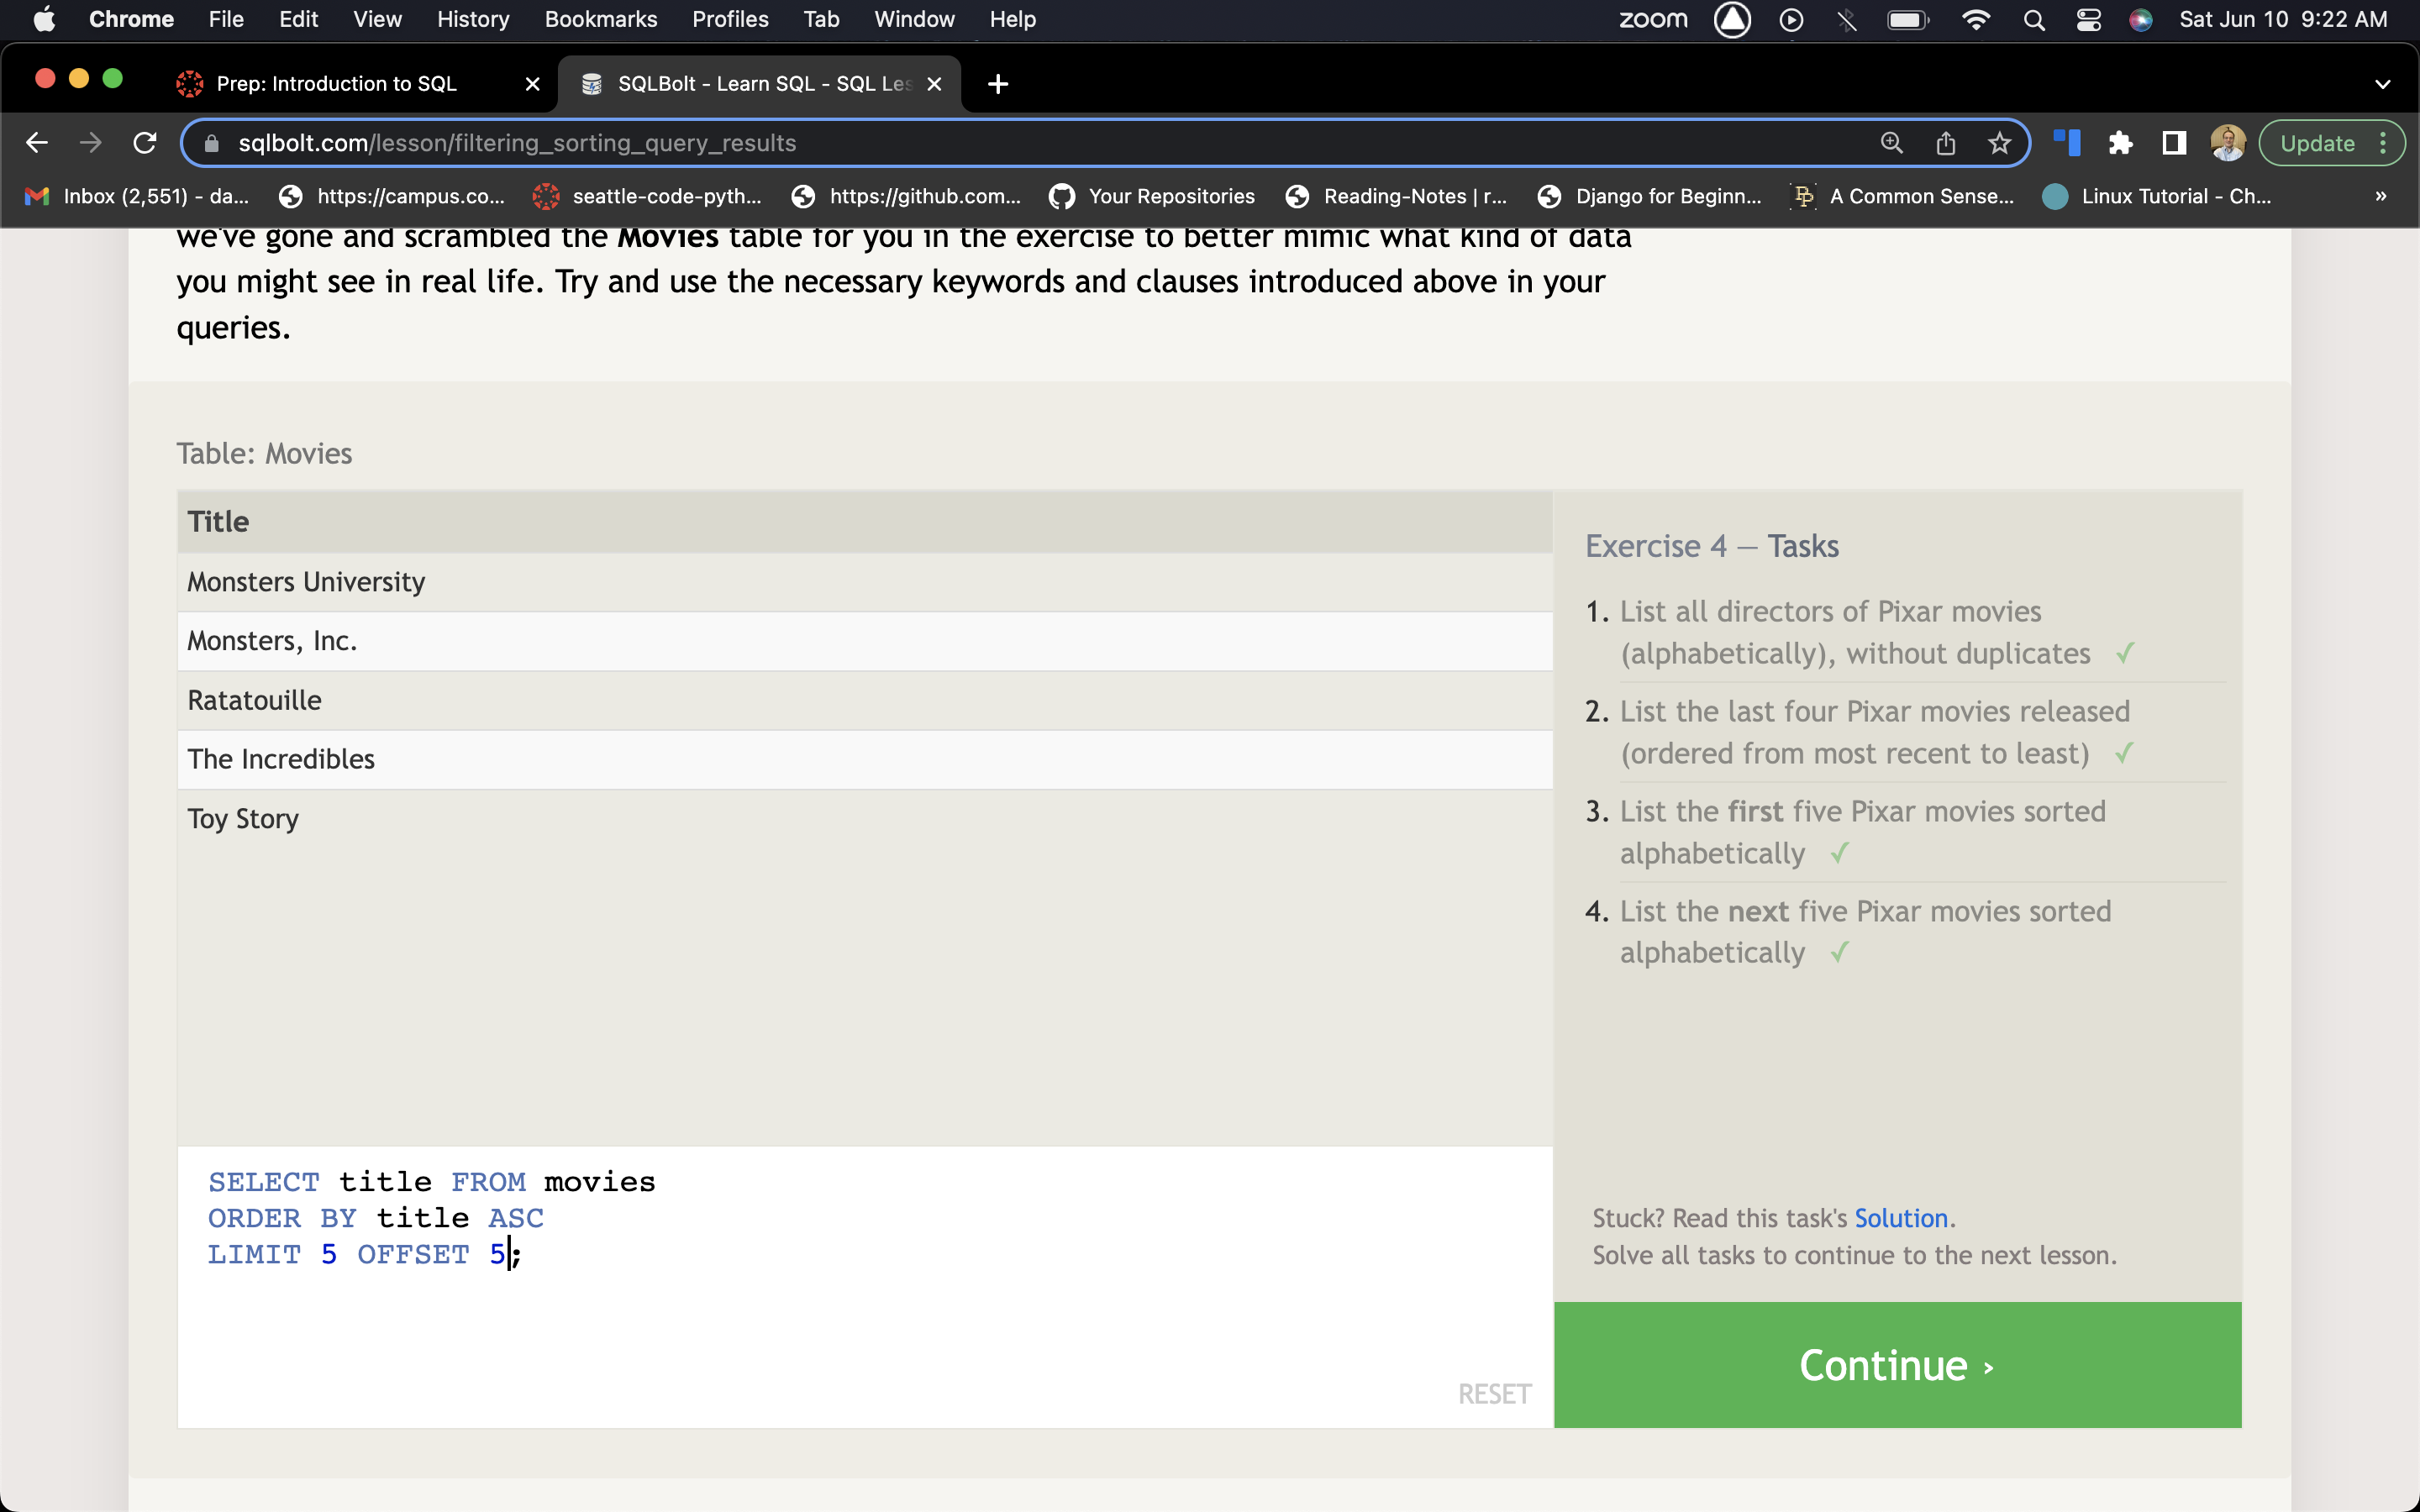 Chrome File Edit View History Bookmarks Profiles Tab Window Help zoom Sat Jun 10 9:22 AM
Prep: Introduction to SQL SQLBolt - Learn SQL - SQL Les
sqlbolt.com/lesson/filtering_sorting_query_results Update
Inbox (2,551) - da... https://campus.co... seattle-code-pyth... https://github.com... Your Repositories Reading-Notes | r... Django for Beginn... A Common Sense... Linux Tutorial - Ch... »
we've gone and scrambled the Movies table for you in the exercise to better mimic what kind of data
you might see in real life. Try and use the necessary keywords and clauses introduced above in your
queries.
Table: Movies
Title
Monsters University
Monsters, Inc.
Ratatouille
The Incredibles
Toy Story
SELECT title FROM movies
ORDER BY title ASC
LIMIT 5 OFFSET 5;
RESET
Exercise 4 — Tasks
1. List all directors of Pixar movies
(alphabetically), without duplicates ✓
2. List the last four Pixar movies released
(ordered from most recent to least) ✓
3. List the first five Pixar movies sorted
alphabetically ✓
4. List the next five Pixar movies sorted
alphabetically ✓
Stuck? Read this task's Solution.
Solve all tasks to continue to the next lesson.
Continue ›